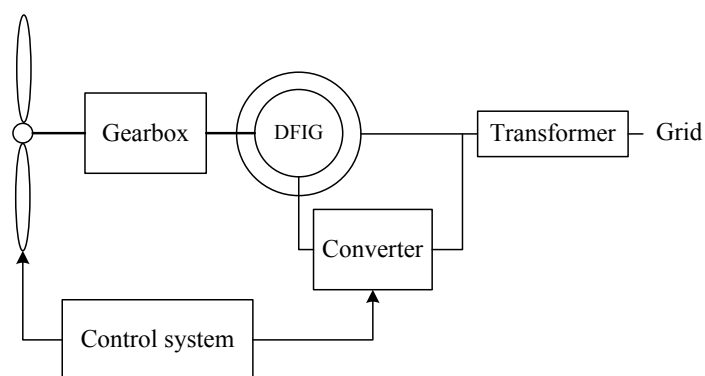 Gearbox
DFIG
Transformer
Grid
Converter
Control system